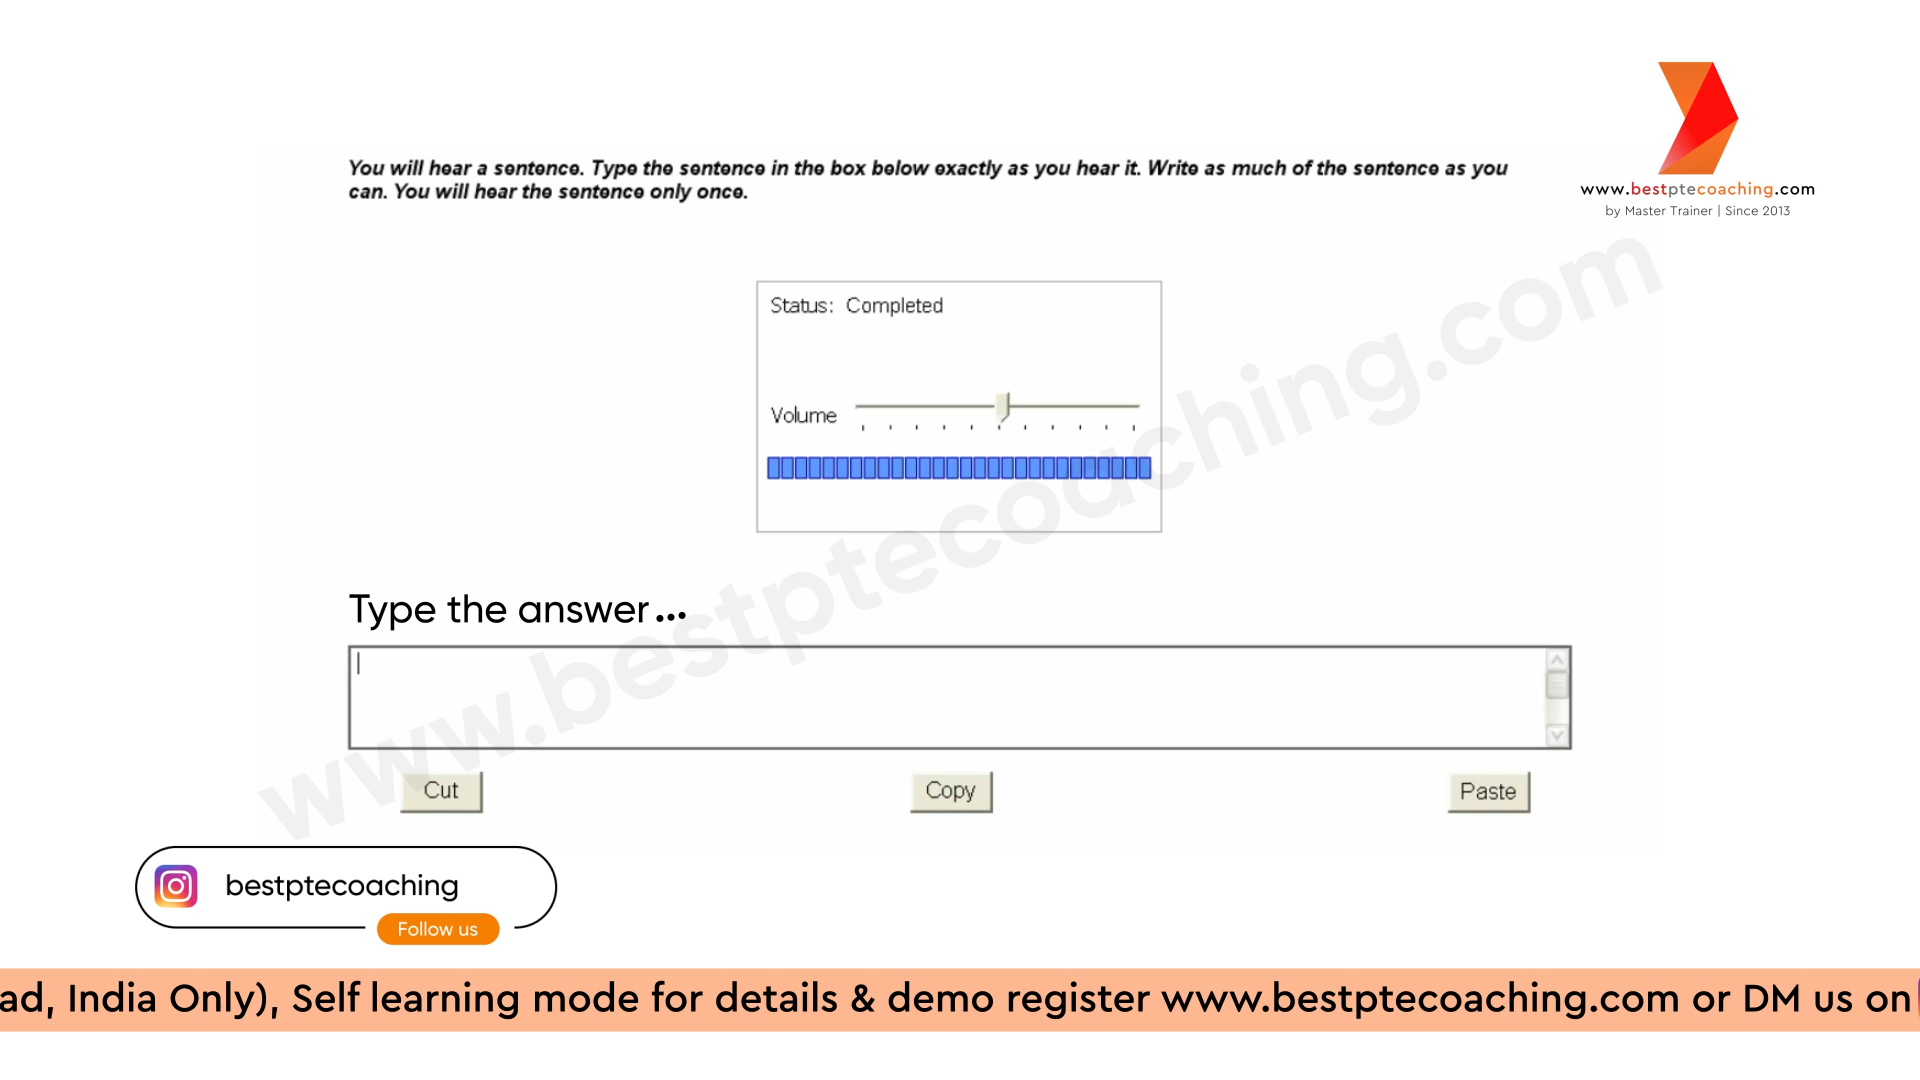 You will hear a sentence. Type the sentence in the box below exactly as you hear it. Write as much of the sentence as you
can. You will hear the sentence only once.
www.bestptecoaching.com
by Master Trainer | Since 2013
Status: Completed
Volume
www.bestptecoaching.com
Type the answer...
Cut
Copy
Paste
bestptecoaching
Follow us
ad, India Only), Self learning mode for details & demo register www.bestptecoaching.com or DM us on